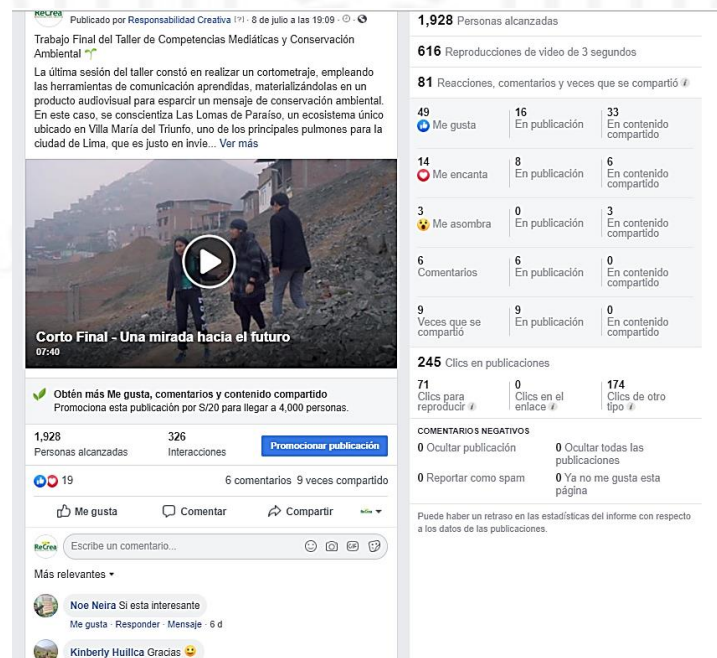 ReCrea
Publicado por Responsabilidad Creativa [?] · 8 de julio a las 19:09 ·
Trabajo Final del Taller de Competencias Mediáticas y Conservación
Ambiental
La última sesión del taller constó en realizar un cortometraje, empleando
las herramientas de comunicación aprendidas, materializándolas en un
producto audiovisual para esparcir un mensaje de conservación ambiental.
En este caso, se conscientiza Las Lomas de Paraíso, un ecosistema único
ubicado en Villa María del Triunfo, uno de los principales pulmones para la
ciudad de Lima, que es justo en invie... Ver más
Corto Final - Una mirada hacia el futuro
07:40
Obtén más Me gusta, comentarios y contenido compartido
Promociona esta publicación por S/20 para llegar a 4,000 personas.
1,928
Personas alcanzadas
326
Interacciones
Promocionar publicación
19
6 comentarios 9 veces compartido
Me gusta
Comentar
Compartir
ReCrea
Escribe un comentario...
GIF
Más relevantes
Noe Neira Si esta interesante
Me gusta · Responder · Mensaje · 6 d
Kinberly Huillca Gracias
1,928 Personas alcanzadas
616 Reproducciones de video de 3 segundos
81 Reacciones, comentarios y veces que se compartió
49
Me gusta
16
En publicación
33
En contenido
compartido
14
Me encanta
8
En publicación
6
En contenido
compartido
3
Me asombra
0
En publicación
3
En contenido
compartido
6
Comentarios
6
En publicación
0
En contenido
compartido
9
Veces que se
compartió
9
En publicación
0
En contenido
compartido
245 Clics en publicaciones
71
Clics para
reproducir
0
Clics en el
enlace
174
Clics de otro
tipo
COMENTARIOS NEGATIVOS
0 Ocultar publicación
0 Ocultar todas las
publicaciones
0 Reportar como spam
0 Ya no me gusta esta
página
Puede haber un retraso en las estadísticas del informe con respecto
a los datos de las publicaciones.